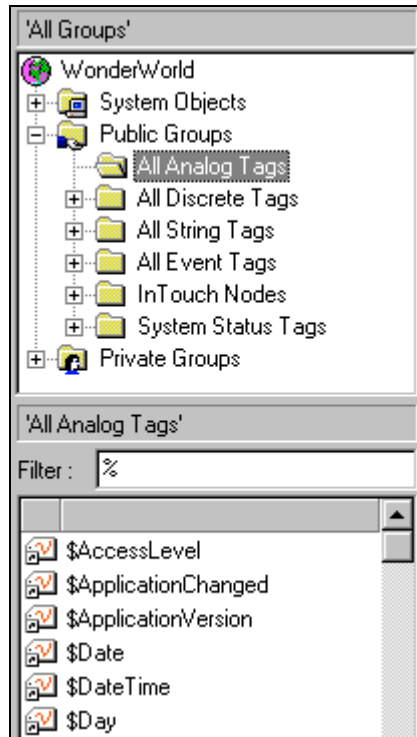 'All Groups'
WonderWorld
System Objects
Public Groups
All Analog Tags
All Discrete Tags
All String Tags
All Event Tags
InTouch Nodes
System Status Tags
Private Groups
'All Analog Tags'
Filter : %
$AccessLevel
$ApplicationChanged
$ApplicationVersion
$Date
$DateTime
$Day